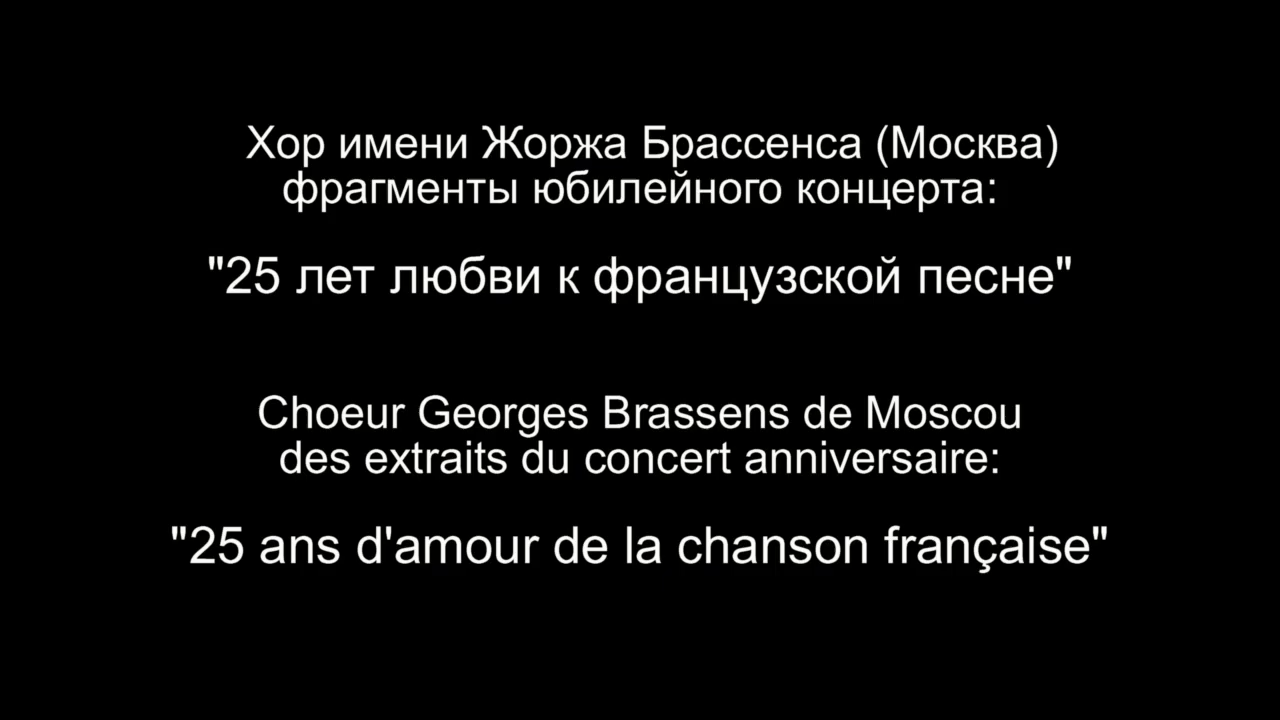 Хор имени Жоржа Брассенса (Москва)
фрагменты юбилейного концерта:
"25 лет любви к французской песне"
Choeur Georges Brassens de Moscou
des extraits du concert anniversaire:
"25 ans d'amour de la chanson française"